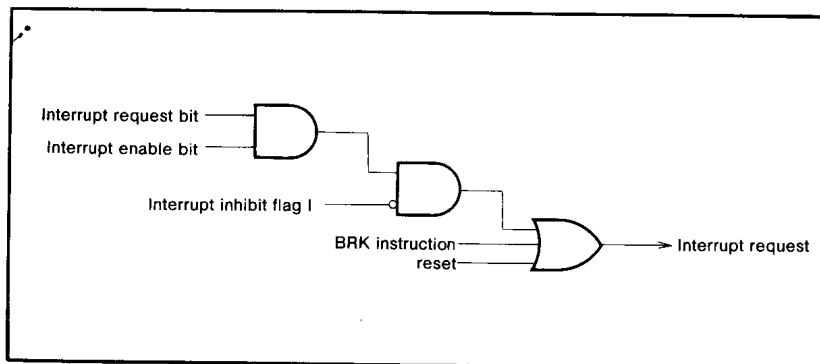 Interrupt request bit
Interrupt enable bit
Interrupt inhibit flag I
BRK instruction
reset
Interrupt request